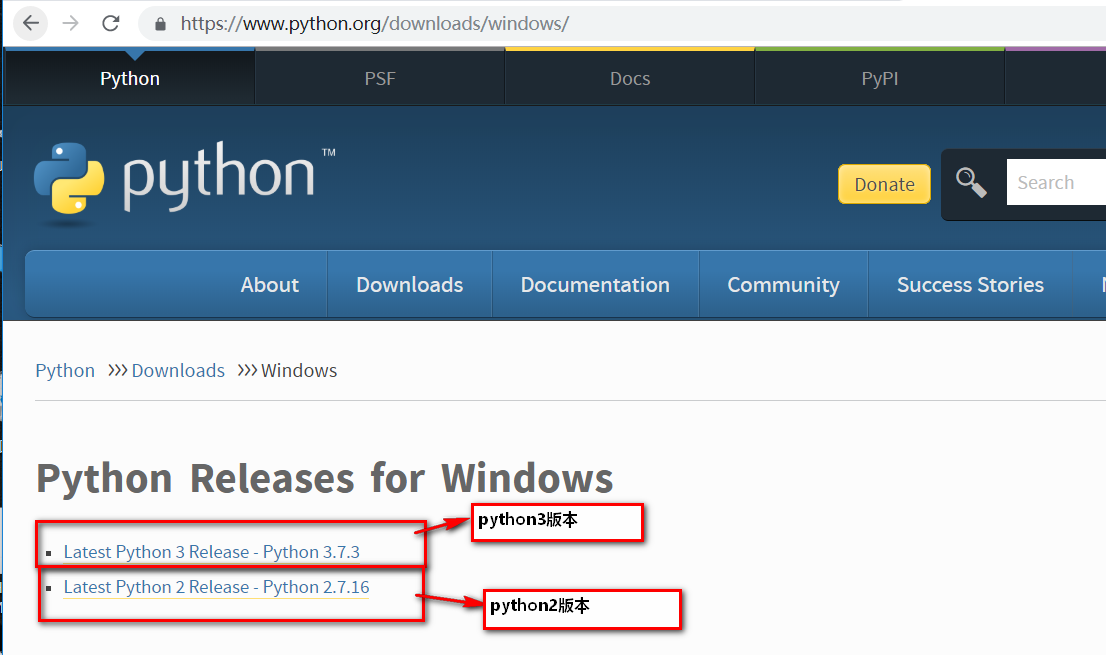 https://www.python.org/downloads/windows/
Python PSF Docs PyPI
python™
Donate
Search
About Downloads Documentation Community Success Stories
Python >>> Downloads >>> Windows
Python Releases for Windows
python3版本
Latest Python 3 Release - Python 3.7.3
Latest Python 2 Release - Python 2.7.16
python2版本